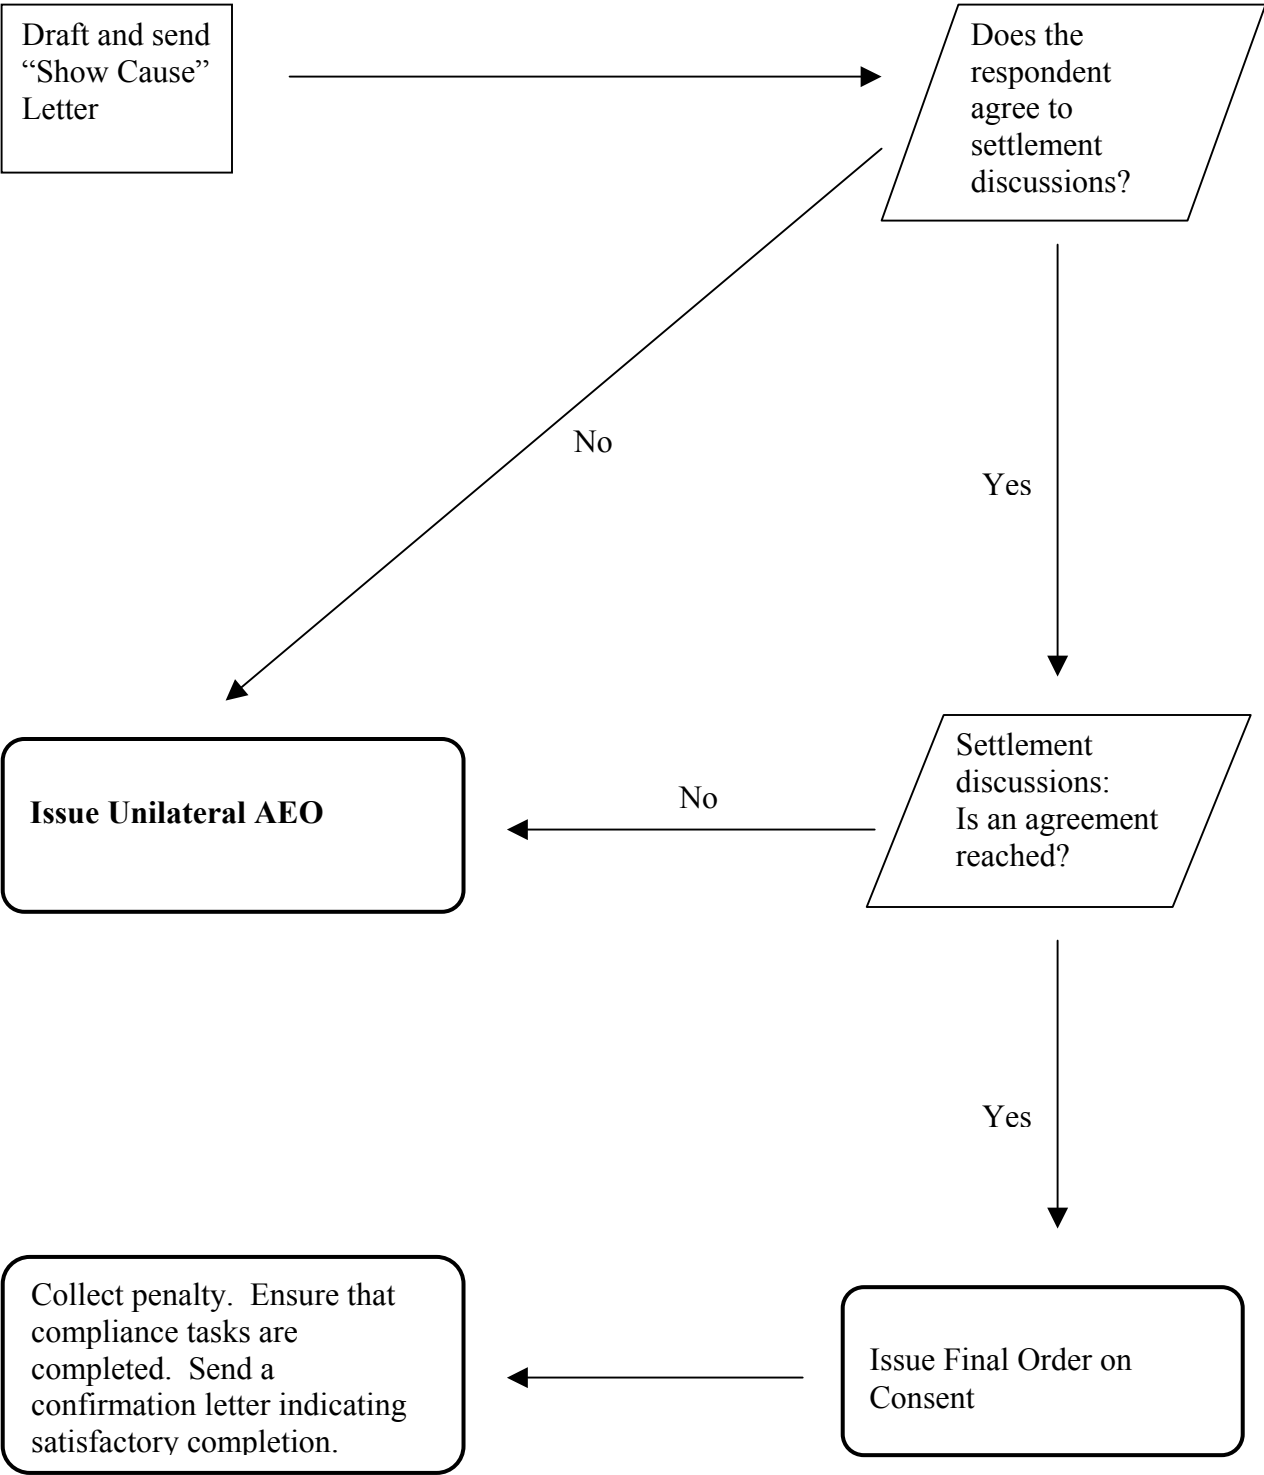 Draft and send
“Show Cause”
Letter
Does the
respondent
agree to
settlement
discussions?
No
Yes
Issue Unilateral AEO
No
Settlement
discussions:
Is an agreement
reached?
Yes
Collect penalty.  Ensure that
compliance tasks are
completed.  Send a
confirmation letter indicating
satisfactory completion.
Issue Final Order on
Consent